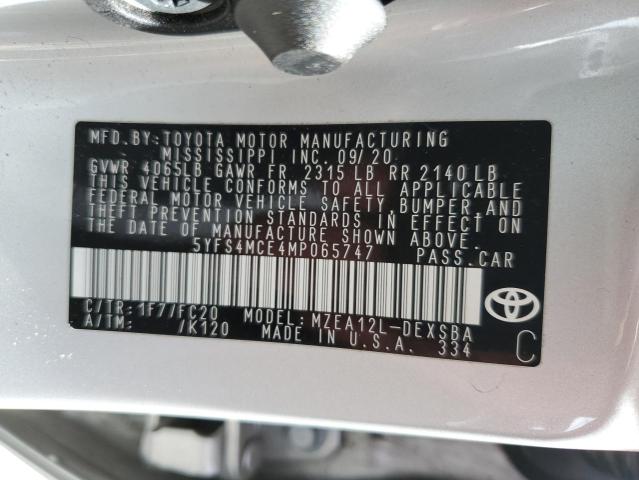 MFD.BY:TOYOTA MOTOR MANUFACTURING
MISSISSIPPI INC. 09/20
GVWR 4065LB GAWR FR 2315 LB RR 2140 LB
THIS VEHICLE CONFORMS TO ALL APPLICABLE
FEDERAL MOTOR VEHICLE SAFETY, BUMPER, AND
THEFT PREVENTION STANDARDS IN EFFECT ON
THE DATE OF MANUFACTURE SHOWN ABOVE.
5YFS4MCE4MP065747 PASS.CAR
C/TR:1F7/FC20 MODEL:MZEA12L-DEXSBA
A/TM: /K120 MADE IN U.S.A. 334
C